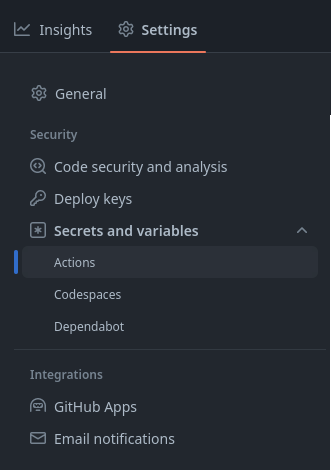 Insights
Settings
General
Security
Code security and analysis
Deploy keys
Secrets and variables
Actions
Codespaces
Dependabot
Integrations
GitHub Apps
Email notifications